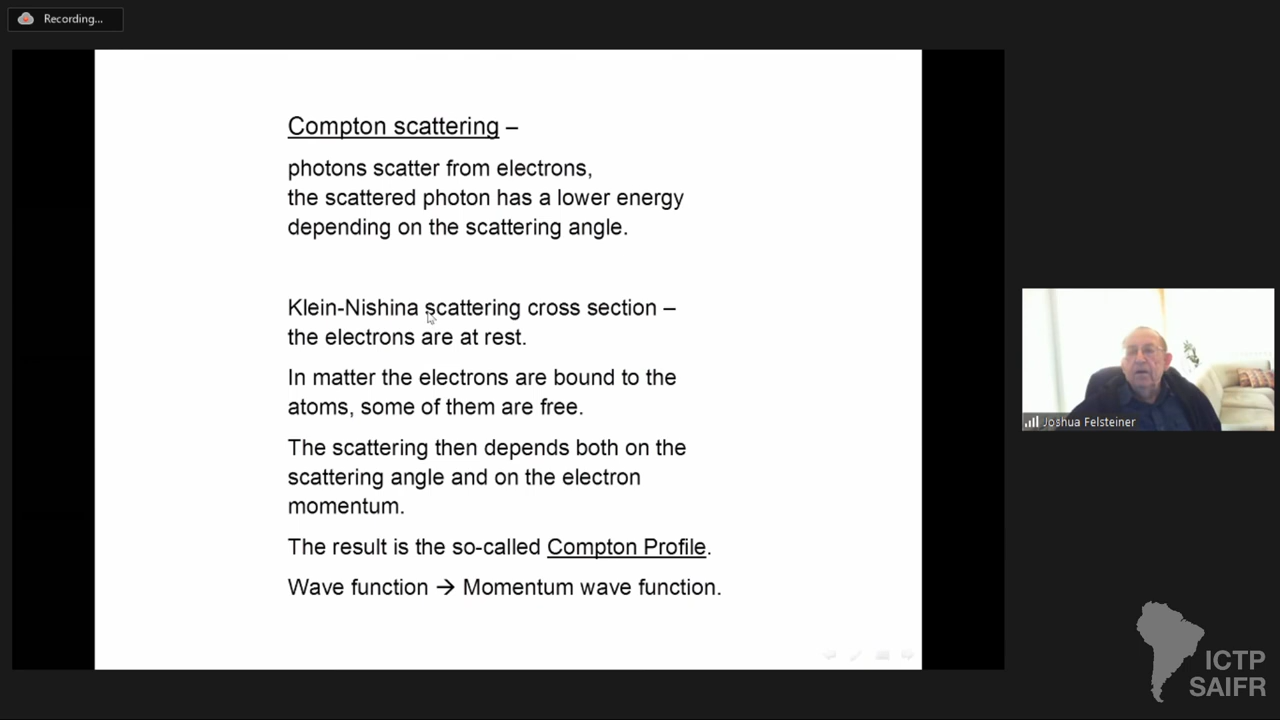 Recording...
Compton scattering –
photons scatter from electrons,
the scattered photon has a lower energy
depending on the scattering angle.
Klein-Nishina scattering cross section –
the electrons are at rest.
In matter the electrons are bound to the
atoms, some of them are free.
The scattering then depends both on the
scattering angle and on the electron
momentum.
The result is the so-called Compton Profile.
Wave function → Momentum wave function.
Joshua Felsteiner
ICTP
SAIFR